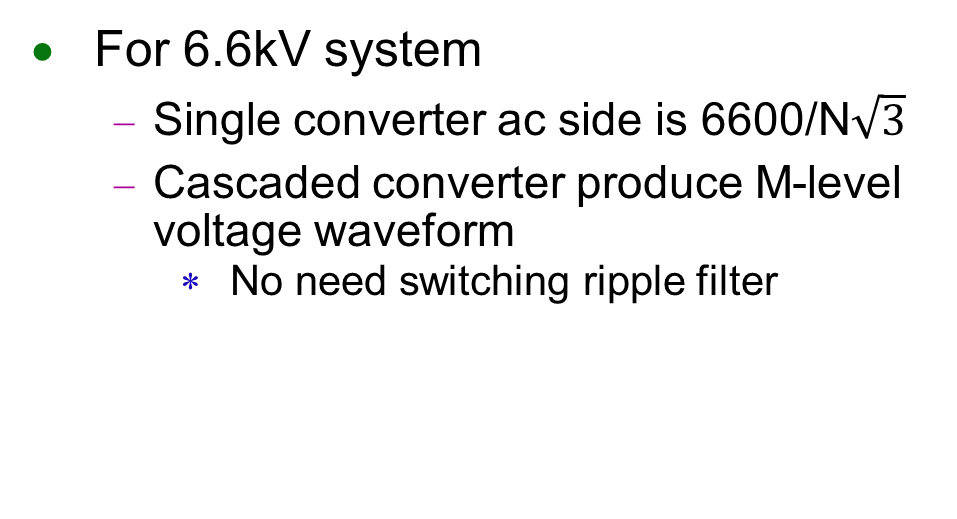 • For 6.6kV system
– Single converter ac side is 6600/N√3
– Cascaded converter produce M-level
voltage waveform
* No need switching ripple filter